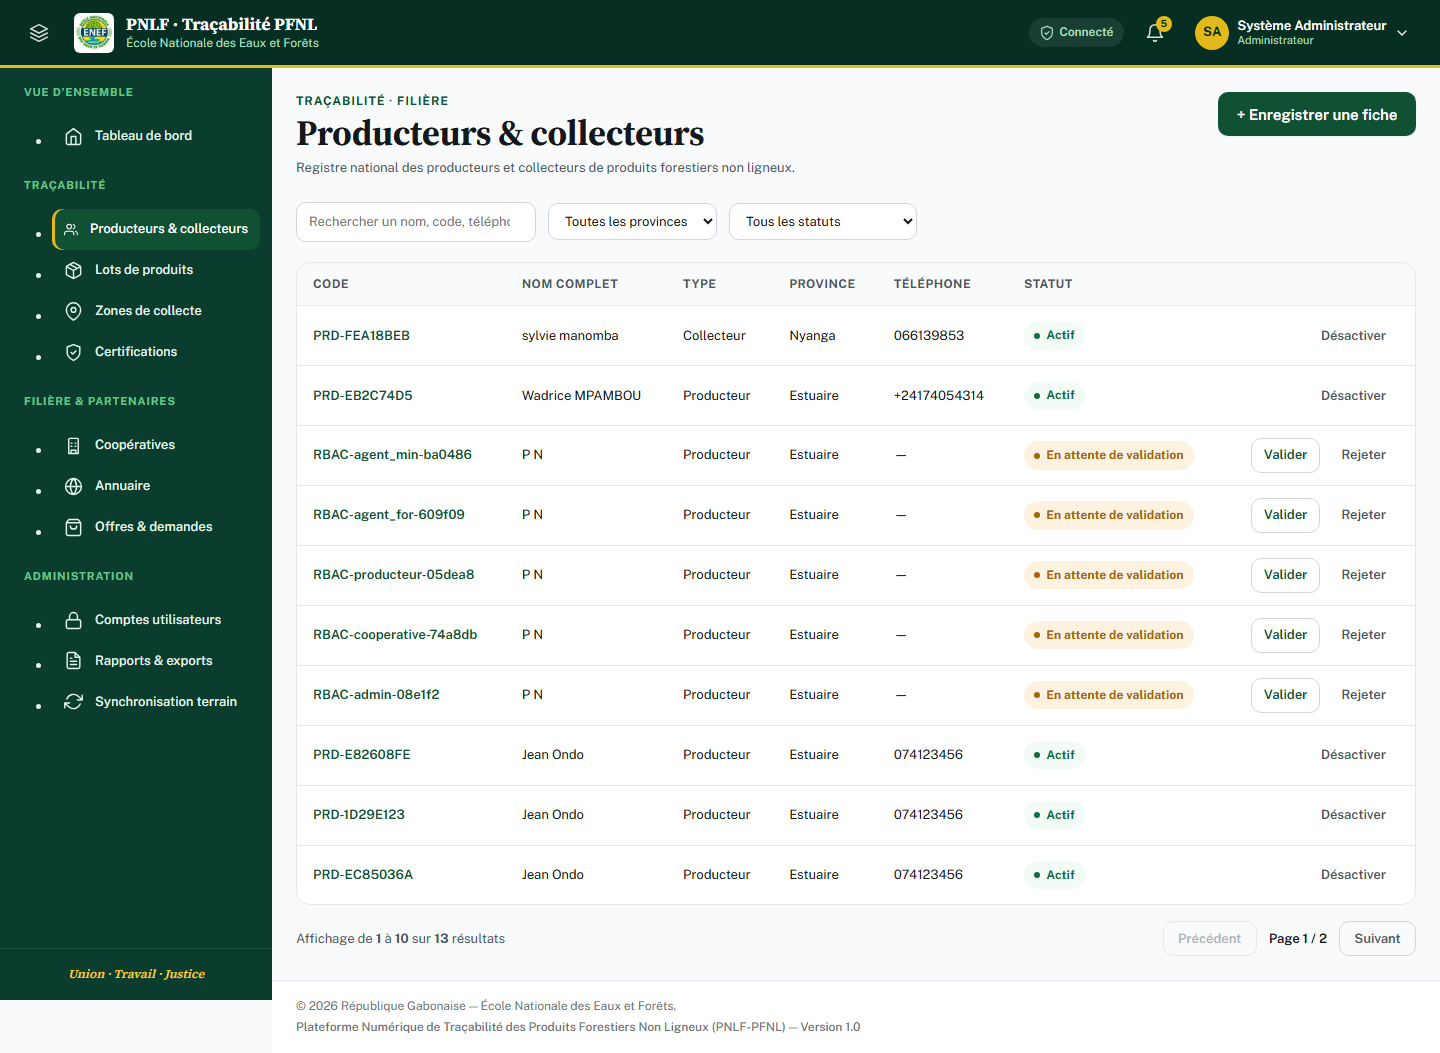 PNLF · Traçabilité PFNL
École Nationale des Eaux et Forêts
ENEF
Connecté
5
SA
Système Administrateur
Administrateur
VUE D'ENSEMBLE
Tableau de bord
TRAÇABILITÉ
Producteurs & collecteurs
Lots de produits
Zones de collecte
Certifications
FILIÈRE & PARTENAIRES
Coopératives
Annuaire
Offres & demandes
ADMINISTRATION
Comptes utilisateurs
Rapports & exports
Synchronisation terrain
Union · Travail · Justice
TRAÇABILITÉ · FILIÈRE
Producteurs & collecteurs
Registre national des producteurs et collecteurs de produits forestiers non ligneux.
+ Enregistrer une fiche
Rechercher un nom, code, télépho
Toutes les provinces
Tous les statuts
CODE NOM COMPLET TYPE PROVINCE TÉLÉPHONE STATUT
PRD-FEA18BEB sylvie manomba Collecteur Nyanga 066139853 Actif Désactiver
PRD-EB2C74D5 Wadrice MPAMBOU Producteur Estuaire +24174054314 Actif Désactiver
RBAC-agent_min-ba0486 P N Producteur Estuaire — En attente de validation Valider Rejeter
RBAC-agent_for-609f09 P N Producteur Estuaire — En attente de validation Valider Rejeter
RBAC-producteur-05dea8 P N Producteur Estuaire — En attente de validation Valider Rejeter
RBAC-cooperative-74a8db P N Producteur Estuaire — En attente de validation Valider Rejeter
RBAC-admin-08e1f2 P N Producteur Estuaire — En attente de validation Valider Rejeter
PRD-E82608FE Jean Ondo Producteur Estuaire 074123456 Actif Désactiver
PRD-1D29E123 Jean Ondo Producteur Estuaire 074123456 Actif Désactiver
PRD-EC85036A Jean Ondo Producteur Estuaire 074123456 Actif Désactiver
Affichage de 1 à 10 sur 13 résultats
Précédent Page 1 / 2 Suivant
© 2026 République Gabonaise — École Nationale des Eaux et Forêts.
Plateforme Numérique de Traçabilité des Produits Forestiers Non Ligneux (PNLF-PFNL) — Version 1.0